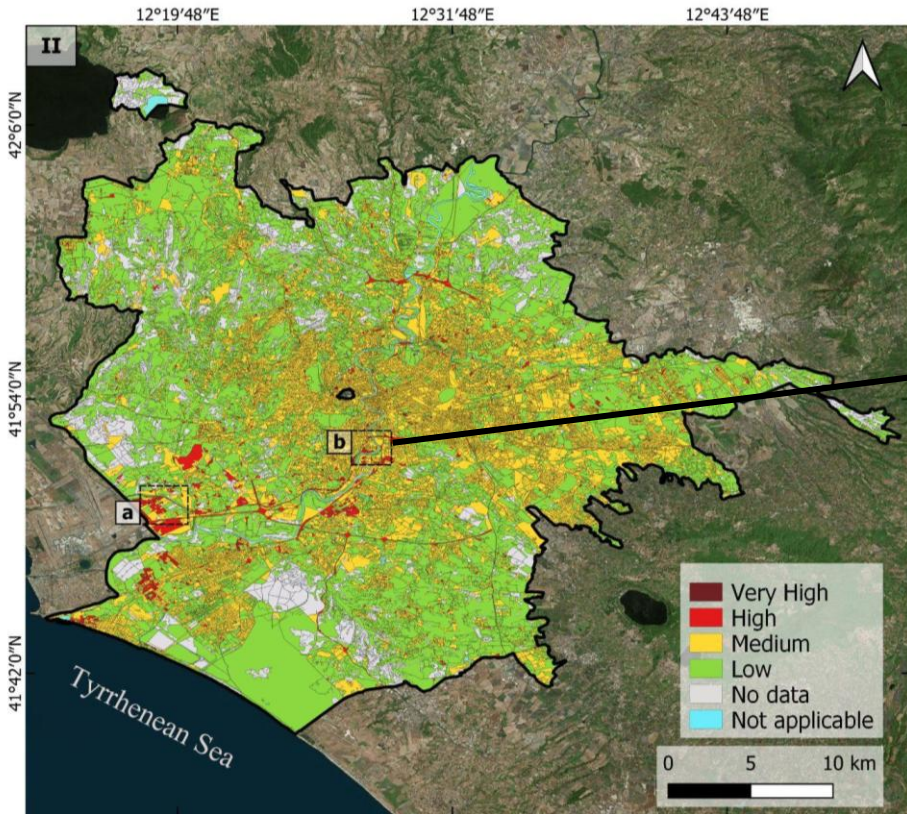 12°19′48″E 12°31′48″E 12°43′48″E
II
42°6′0″N
41°54′0″N
41°42′0″N
b
a
Very High
High
Medium
Low
No data
Not applicable
Tyrrhenean Sea
0 5 10 km